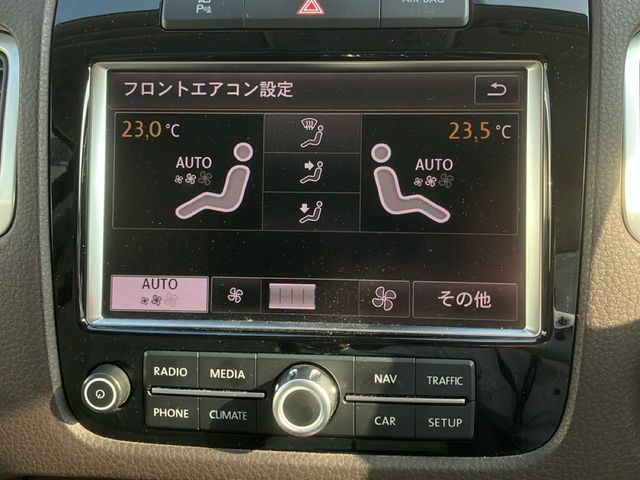 P
AIR BAG
フロントエアコン設定
23,0 °C
23,5 °C
AUTO
AUTO
AUTO
その他
RADIO
MEDIA
NAV
TRAFFIC
PHONE
CLIMATE
CAR
SETUP